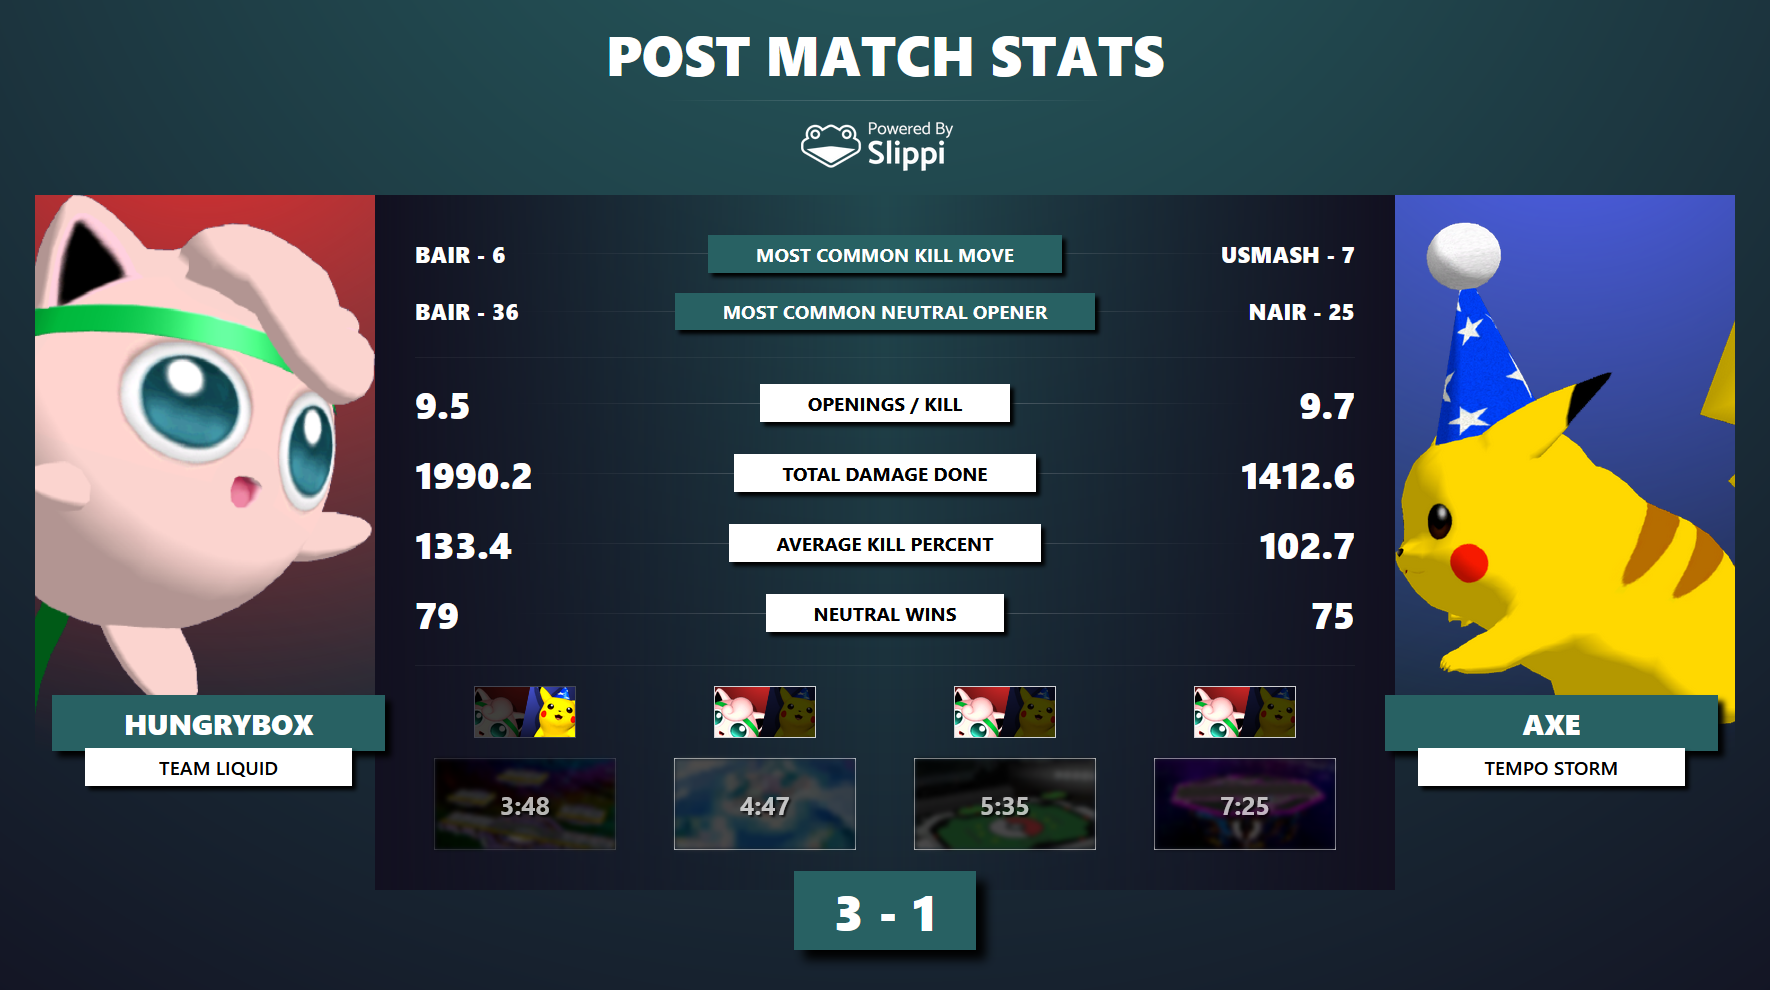 POST MATCH STATS
Powered By
Slippi
BAIR - 6 MOST COMMON KILL MOVE USMASH - 7
BAIR - 36 MOST COMMON NEUTRAL OPENER NAIR - 25
9.5 OPENINGS / KILL 9.7
1990.2 TOTAL DAMAGE DONE 1412.6
133.4 AVERAGE KILL PERCENT 102.7
79 NEUTRAL WINS 75
HUNGRYBOX AXE
TEAM LIQUID TEMPO STORM
3:48 4:47 5:35 7:25
3 - 1